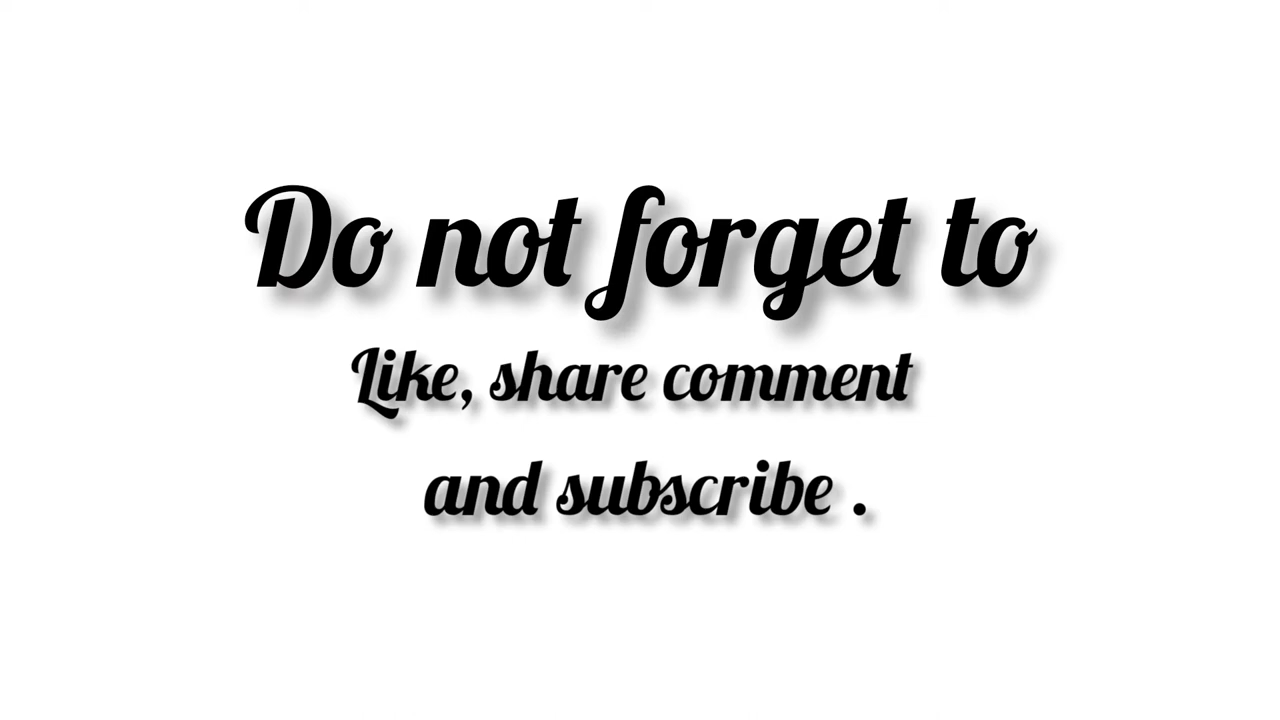 Do not forget to
Like, share comment
and subscribe .